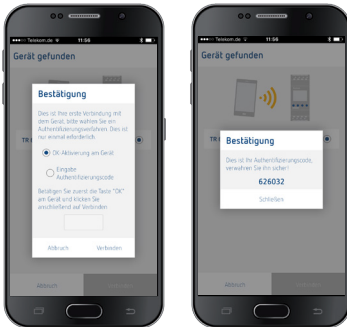 Telekom.de
11:56
Gerät gefunden
Bestätigung
Dies ist Ihre erste Verbindung mit
dem Gerät, bitte wählen Sie ein
Authentifizierungsverfahren. Dies ist
nur einmal erforderlich.
OK-Aktivierung am Gerät
Eingabe
Authentifizierungscode
Betätigen Sie zuerst die Taste "OK"
am Gerät und klicken Sie
anschließend auf Verbinden
Abbruch Verbinden
Abbruch
Telekom.de
11:56
Gerät gefunden
TR
Bestätigung
Dies ist Ihr Authentifizierungscode,
verwahren Sie ihn sicher!
626032
Schließen
Abbruch